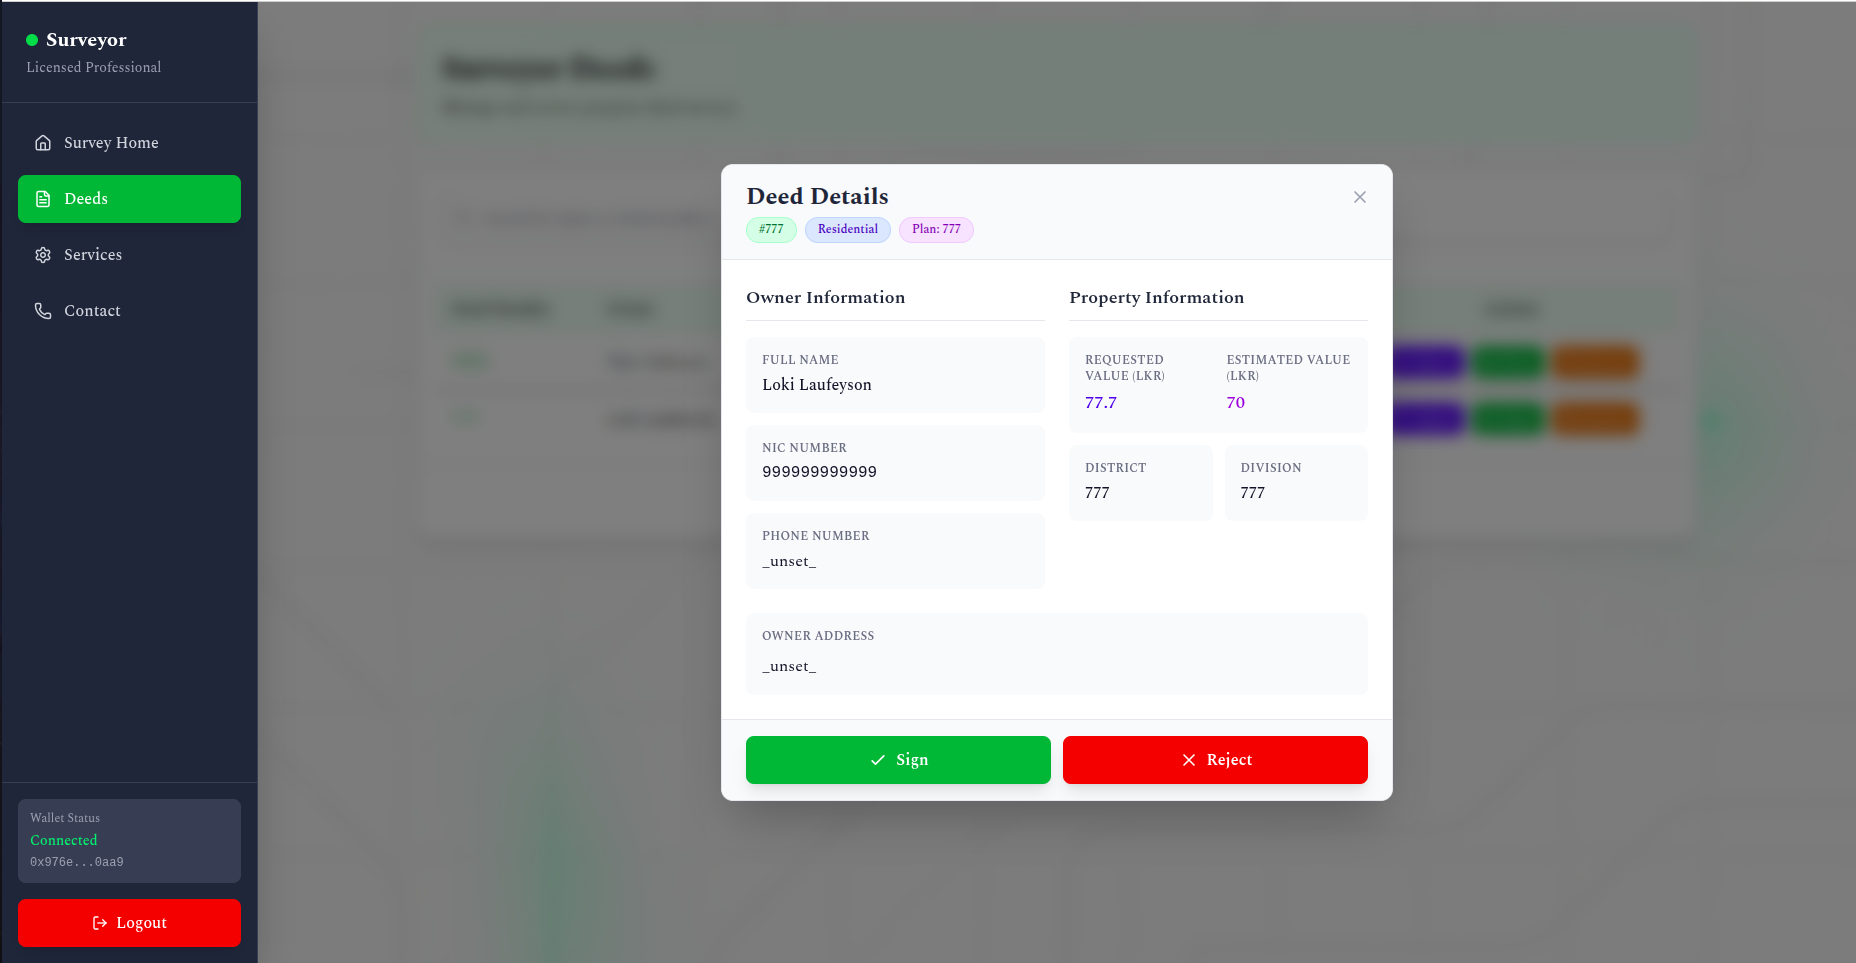 Surveyor
Licensed Professional
Survey Home
Deeds
Services
Contact
Wallet Status
Connected
0x976e...0aa9
Logout
Deed Details
#777
Residential
Plan: 777
Owner Information
FULL NAME
Loki Laufeyson
NIC NUMBER
999999999999
PHONE NUMBER
_unset_
Property Information
REQUESTED
VALUE (LKR)
77.7
ESTIMATED VALUE
(LKR)
70
DISTRICT
777
DIVISION
777
OWNER ADDRESS
_unset_
Sign
Reject